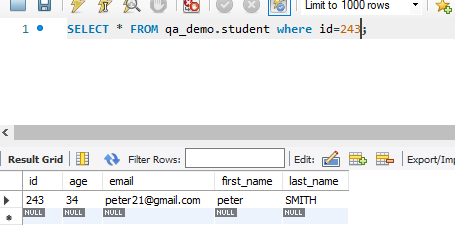 Limit to 1000 rows
1 SELECT * FROM qa_demo.student where id=243;
Result Grid Filter Rows: Edit: Export/Imp
id age email first_name last_name
243 34 peter21@gmail.com peter SMITH
NULL NULL NULL NULL NULL